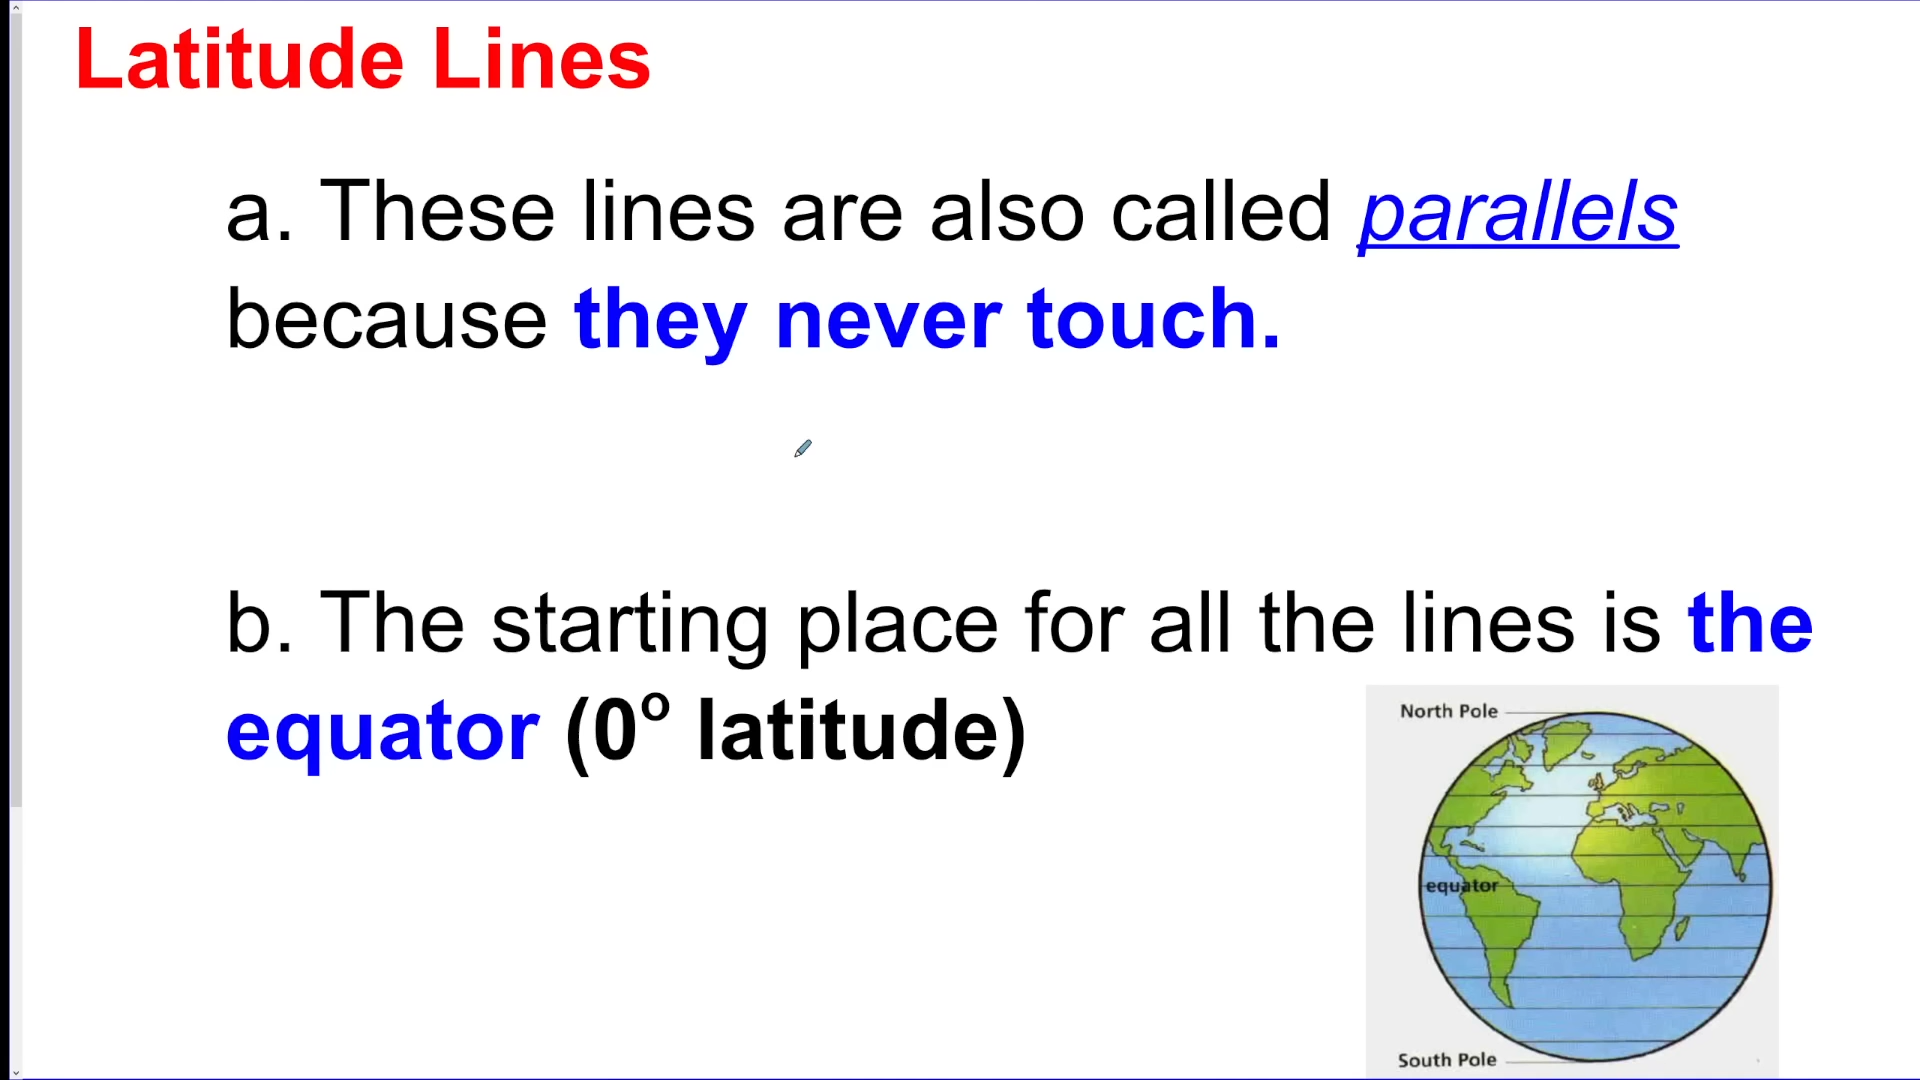 Latitude Lines
a. These lines are also called parallels
because they never touch.
b. The starting place for all the lines is the
equator (0° latitude)
North Pole
equator
South Pole